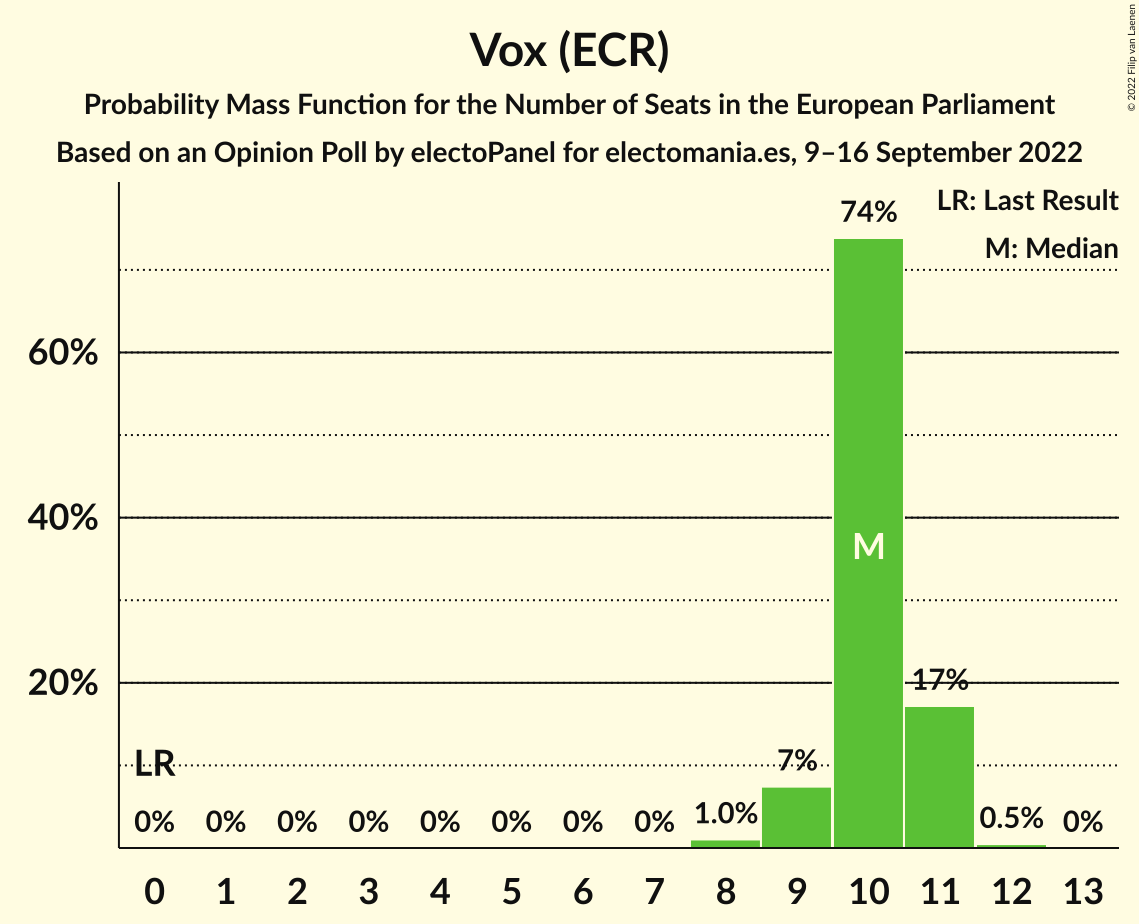 Vox (ECR)
Probability Mass Function for the Number of Seats in the European Parliament
Based on an Opinion Poll by electoPanel for electomania.es, 9–16 September 2022
© 2022 Filip van Laenen
LR: Last Result
M: Median
74%
60%
40%
M
20%
17%
LR
7%
0% 0% 0% 0% 0% 0% 0% 0% 1.0% 0.5% 0%
0 1 2 3 4 5 6 7 8 9 10 11 12 13